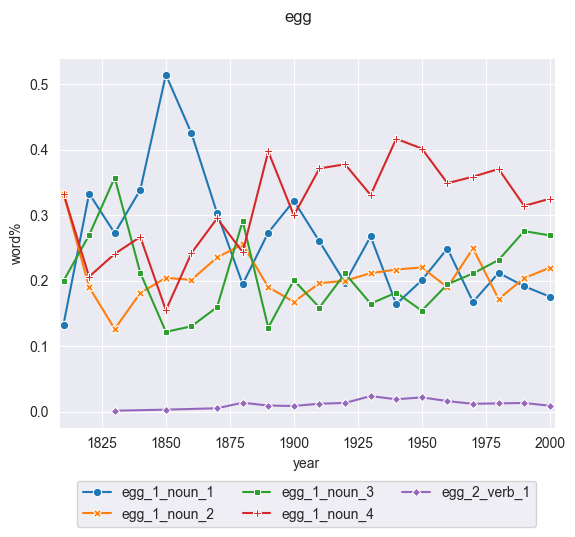 egg
0.5
0.4
0.3
0.2
0.1
0.0
word%
1825 1850 1875 1900 1925 1950 1975 2000
year
egg_1_noun_1 egg_1_noun_3 egg_2_verb_1
egg_1_noun_2 egg_1_noun_4